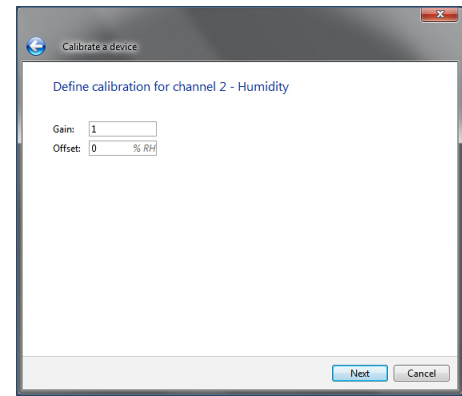 Calibrate a device
Define calibration for channel 2 - Humidity
Gain: 1
Offset: 0 % RH
Next Cancel